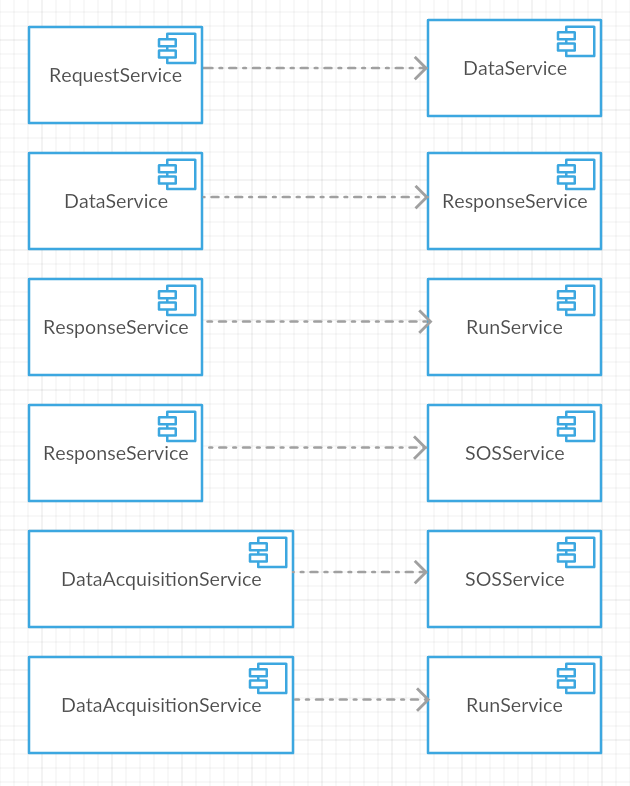 RequestService
DataService
DataService
ResponseService
ResponseService
RunService
ResponseService
SOSService
DataAcquisitionService
SOSService
DataAcquisitionService
RunService